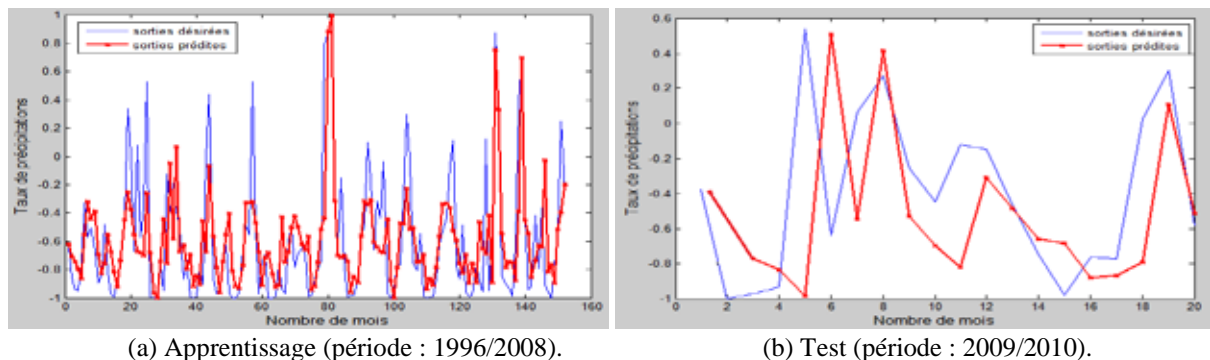 sorties désirées
sorties prédites
1
0.8
0.6
0.4
0.2
0
-0.2
-0.4
-0.6
-0.8
-1
Taux de précipitations
0 20 40 60 80 100 120 140 160
Nombre de mois
(a) Apprentissage (période : 1996/2008).
sorties désirées
sorties prédites
0.6
0.4
0.2
0
-0.2
-0.4
-0.6
-0.8
-1
Taux de précipitations
0 2 4 6 8 10 12 14 16 18 20
Nombre de mois
(b) Test (période : 2009/2010).